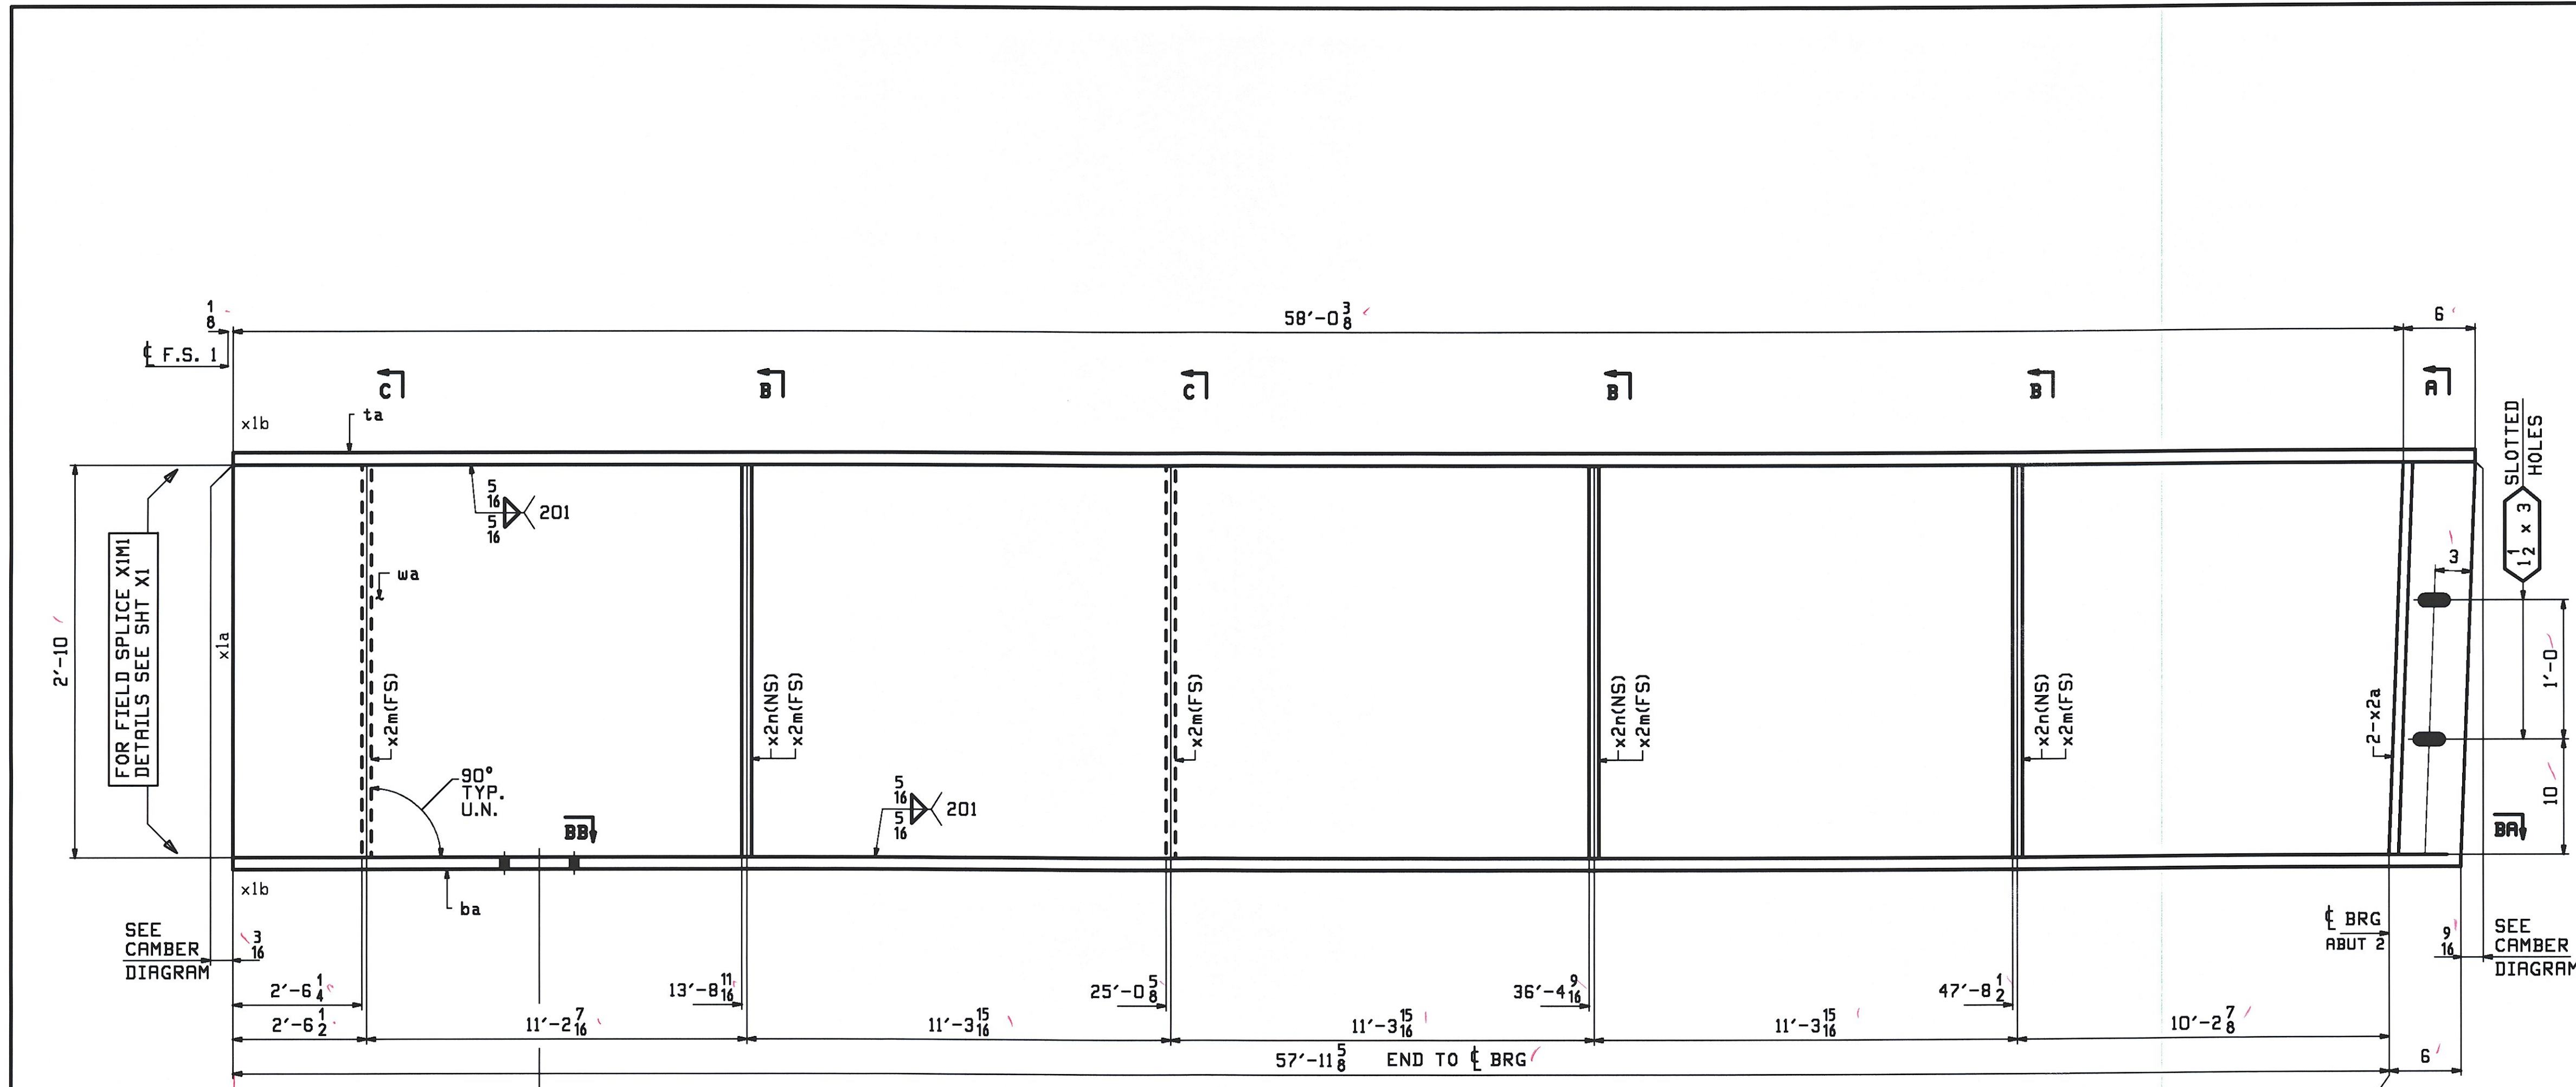 1/8
58'-0 3/8
6
℄ F.S. 1
C
B
C
B
B
A
x1b
ta
SLOTTED
HOLES
1 1/2 x 3
5/16
5/16
201
wa
3
FOR FIELD SPLICE X1M1
DETAILS SEE SHT X1
2'-10
x1a
x2m(FS)
x2n(NS)
x2m(FS)
x2m(FS)
x2n(NS)
x2m(FS)
x2n(NS)
x2m(FS)
2-x2a
1'-0
10
90°
TYP.
U.N.
BB
5/16
5/16
201
BA
x1b
ba
SEE
CAMBER
DIAGRAM
3/16
℄ BRG
ABUT 2
9/16
SEE
CAMBER
DIAGRAM
2'-6 1/4
13'-8 11/16
25'-0 5/8
36'-4 9/16
47'-8 1/2
2'-6 1/2
11'-2 7/16
11'-3 15/16
11'-3 15/16
11'-3 15/16
10'-2 7/8
57'-11 5/8 END TO ℄ BRG
6